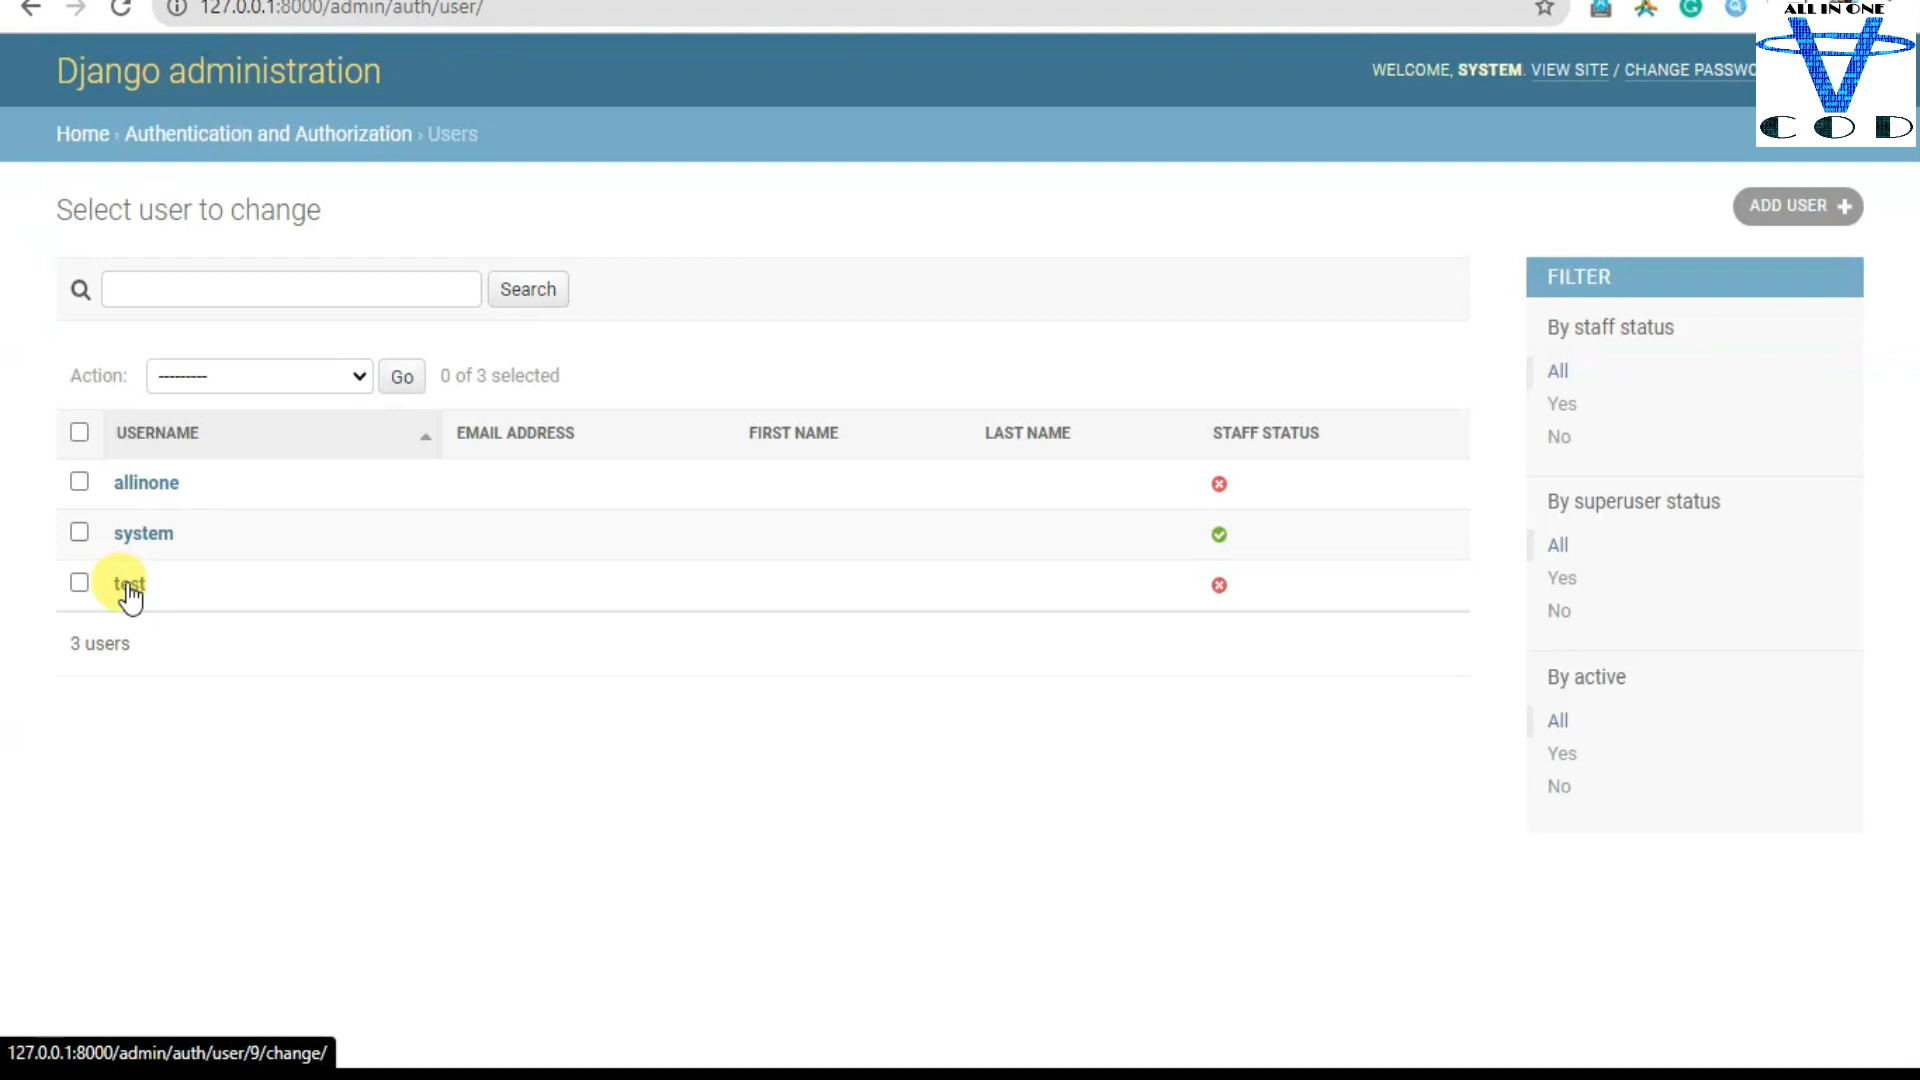 127.0.0.1:8000/admin/auth/user/
ALL IN ONE
COD
Django administration
WELCOME, SYSTEM. VIEW SITE / CHANGE PASSWO
Home › Authentication and Authorization › Users
Select user to change
ADD USER +
Search
Action: --------- Go 0 of 3 selected
USERNAME EMAIL ADDRESS FIRST NAME LAST NAME STAFF STATUS
allinone
system
test
3 users
FILTER
By staff status
All
Yes
No
By superuser status
All
Yes
No
By active
All
Yes
No
127.0.0.1:8000/admin/auth/user/9/change/